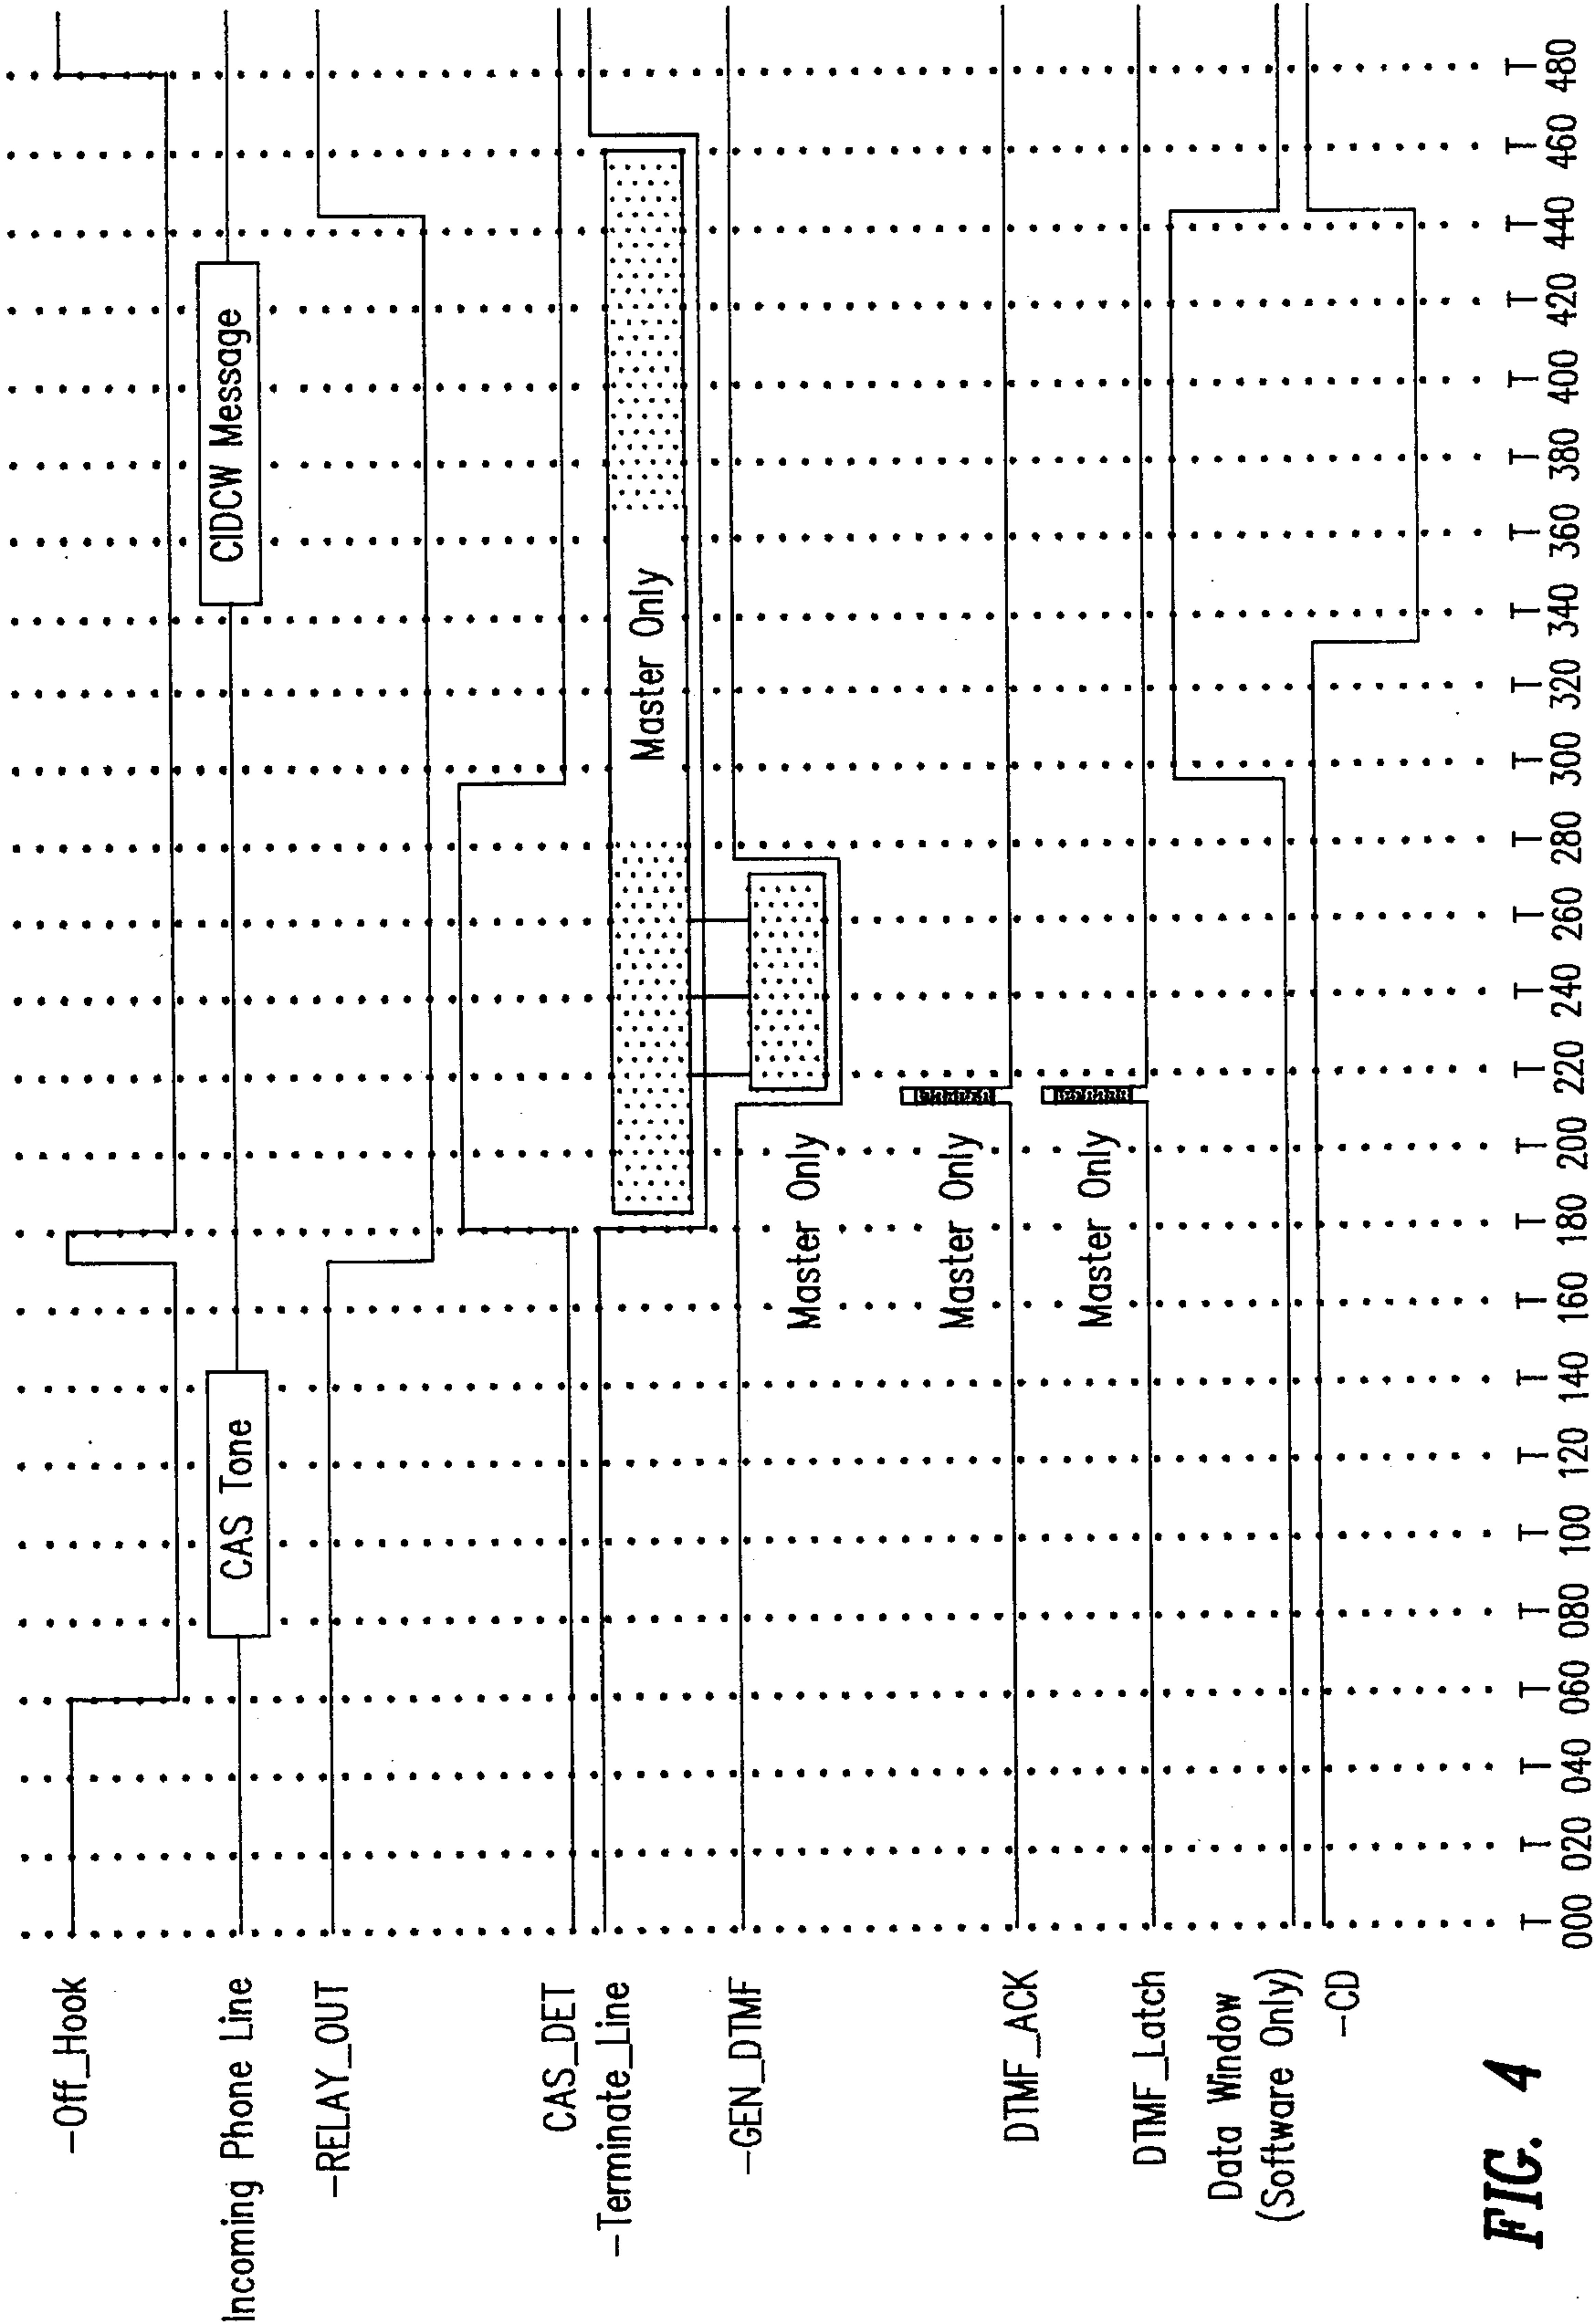 -Off_Hook
Incoming Phone Line
CAS Tone
CIDCW Message
-RELAY_OUT
CAS_DET
-Terminate_Line
Master Only
-GEN_DTMF
Master Only
DTMF_ACK
Master Only
DTMF_Latch
Master Only
Data Window
(Software Only)
-CD
000 020 040 060 080 100 120 140 160 180 200 220 240 260 280 300 320 340 360 380 400 420 440 460 480
FIG. 4